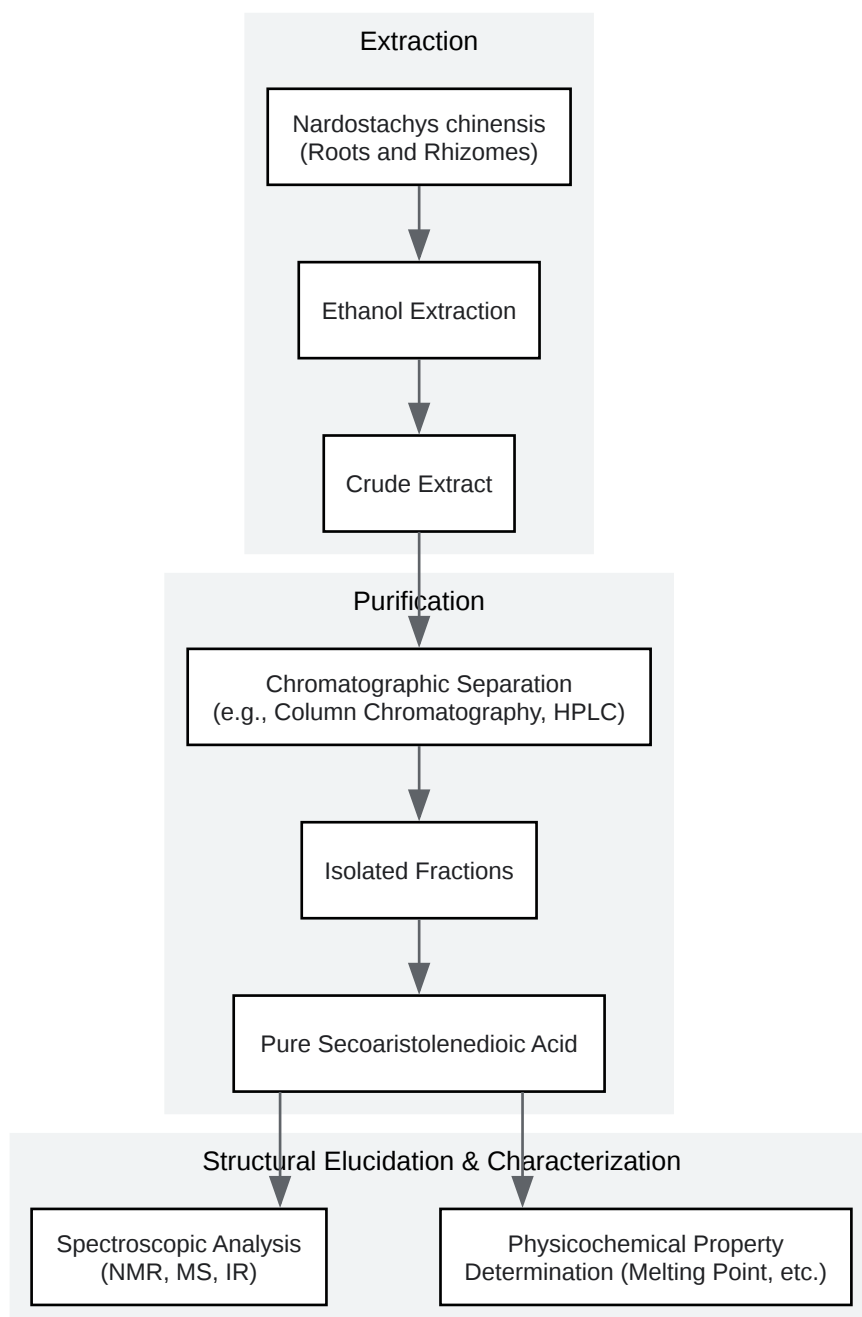 Extraction
Nardostachys chinensis
(Roots and Rhizomes)
Ethanol Extraction
Crude Extract
Purification
Chromatographic Separation
(e.g., Column Chromatography, HPLC)
Isolated Fractions
Pure Secoaristolenedioic Acid
Structural Elucidation & Characterization
Spectroscopic Analysis
(NMR, MS, IR)
Physicochemical Property
Determination (Melting Point, etc.)